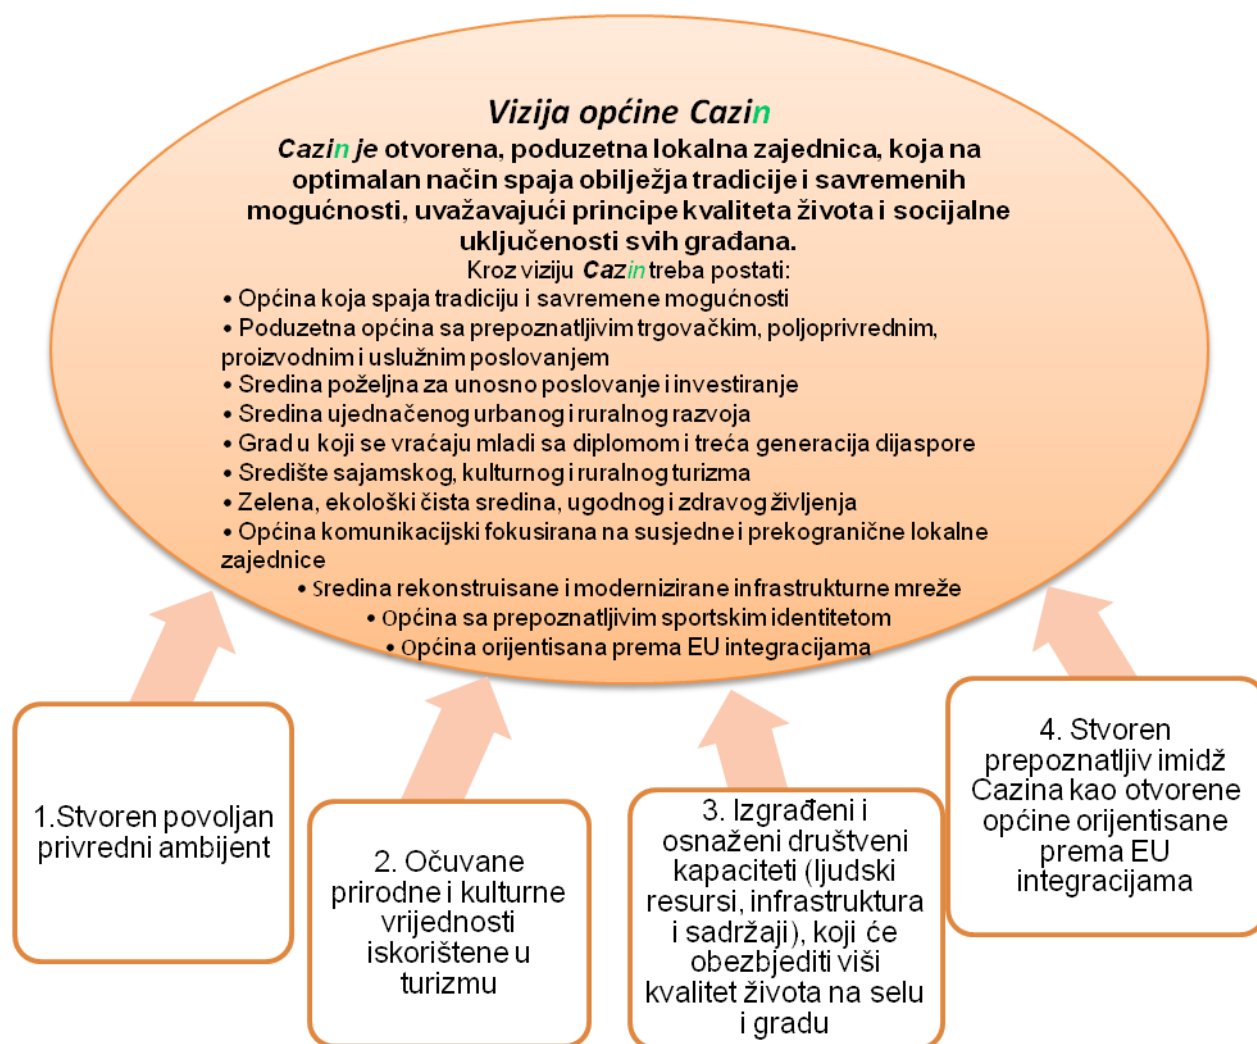 Vizija općine Cazin
Cazin je otvorena, poduzetna lokalna zajednica, koja na
optimalan način spaja obilježja tradicije i savremenih
mogućnosti, uvažavajući principe kvaliteta života i socijalne
uključenosti svih građana.
Kroz viziju Cazin treba postati:
• Općina koja spaja tradiciju i savremene mogućnosti
• Poduzetna općina sa prepoznatljivim trgovačkim, poljoprivrednim,
proizvodnim i uslužnim poslovanjem
• Sredina poželjna za unosno poslovanje i investiranje
• Sredina ujednačenog urbanog i ruralnog razvoja
• Grad u koji se vraćaju mladi sa diplomom i treća generacija dijaspore
• Središte sajamskog, kulturnog i ruralnog turizma
• Zelena, ekološki čista sredina, ugodnog i zdravog življenja
• Općina komunikacijski fokusirana na susjedne i prekogranične lokalne
zajednice
• Sredina rekonstruisane i modernizirane infrastrukturne mreže
• Općina sa prepoznatljivim sportskim identitetom
• Općina orijentisana prema EU integracijama
1.Stvoren povoljan
privredni ambijent
2. Očuvane
prirodne i kulturne
vrijednosti
iskorištene u
turizmu
3. Izgrađeni i
osnaženi društveni
kapaciteti (ljudski
resursi, infrastruktura
i sadržaji), koji će
obezbjediti viši
kvalitet života na selu
i gradu
4. Stvoren
prepoznatljiv imidž
Cazina kao otvorene
općine orijentisane
prema EU
integracijama